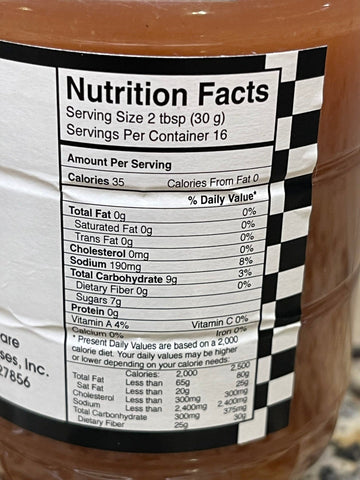 Nutrition Facts
Serving Size 2 tbsp (30 g)
Servings Per Container 16
Amount Per Serving
Calories 35 Calories From Fat 0
% Daily Value*
Total Fat 0g 0%
Saturated Fat 0g 0%
Trans Fat 0g 0%
Cholesterol 0mg 0%
Sodium 190mg 8%
Total Carbohydrate 9g 3%
Dietary Fiber 0g 0%
Sugars 7g
Protein 0g
Vitamin A 4% Vitamin C 0%
Calcium 0% Iron 0%
* Present Daily Values are based on a 2,000
calorie diet. Your daily values may be higher
or lower depending on your calorie needs:
Calories: 2,000 2,500
Total Fat Less than 65g 80g
Sat Fat Less than 20g 25g
Cholesterol Less than 300mg 300mg
Sodium Less than 2,400mg 2,400mg
Total Carbonhydrate 300mg 375mg
Dietary Fiber 25g 30g
are
ses, Inc.
27856